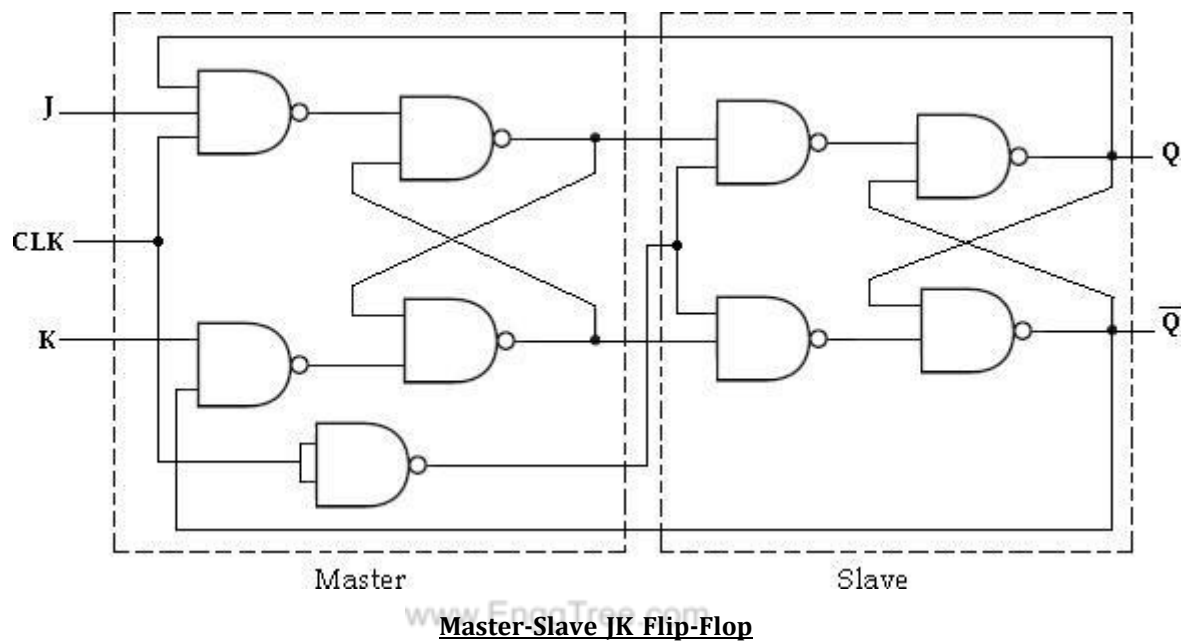 J
Q
CLK
K
Q̅
Master
Slave
www.EnggTree.com
Master-Slave JK Flip-Flop